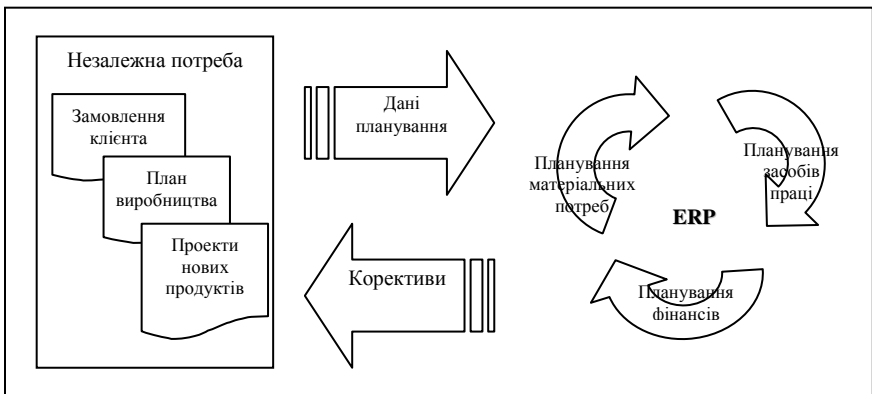 Незалежна потреба
Замовлення
клієнта
План
виробництва
Проекти
нових
продуктів
Дані
планування
Корективи
Планування
матеріальних
потреб
Планування
засобів
праці
ERP
Планування
фінансів